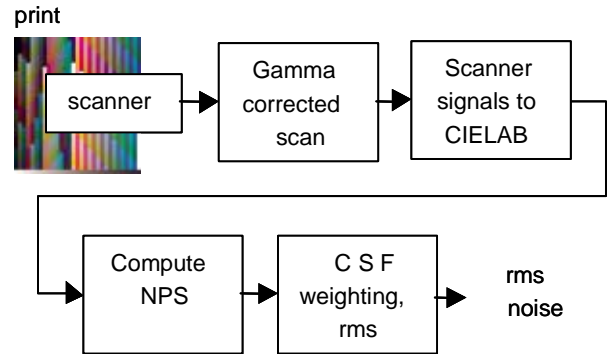 print
scanner
Gamma
corrected
scan
Scanner
signals to
CIELAB
Compute
NPS
C S F
weighting,
rms
rms
noise